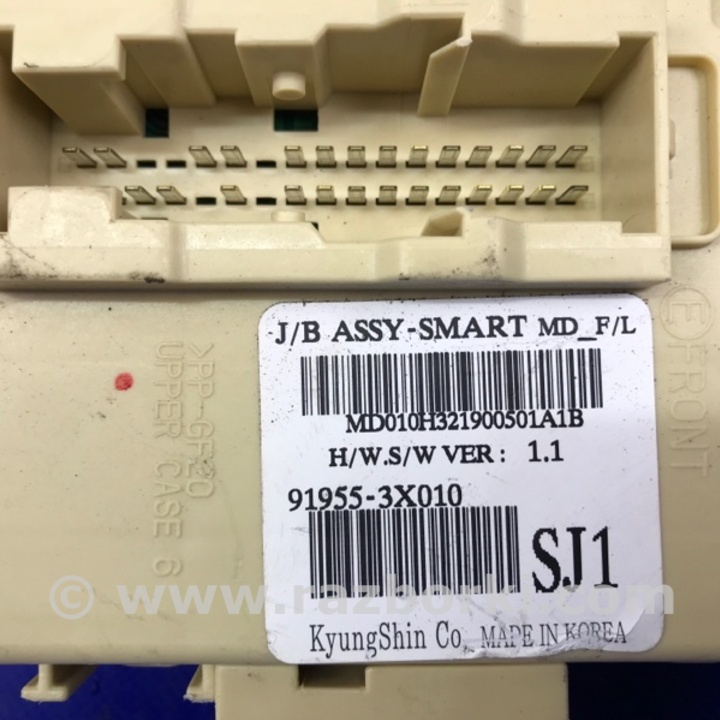 J/B ASSY-SMART MD_F/L
MD010H321900501A1B
H/W.S/W VER : 1.1
91955-3X010
SJ1
KyungShin Co. MADE IN KOREA
>PP-GF20
UPPER CASE 6
E
FRONT
© www.razborka.com